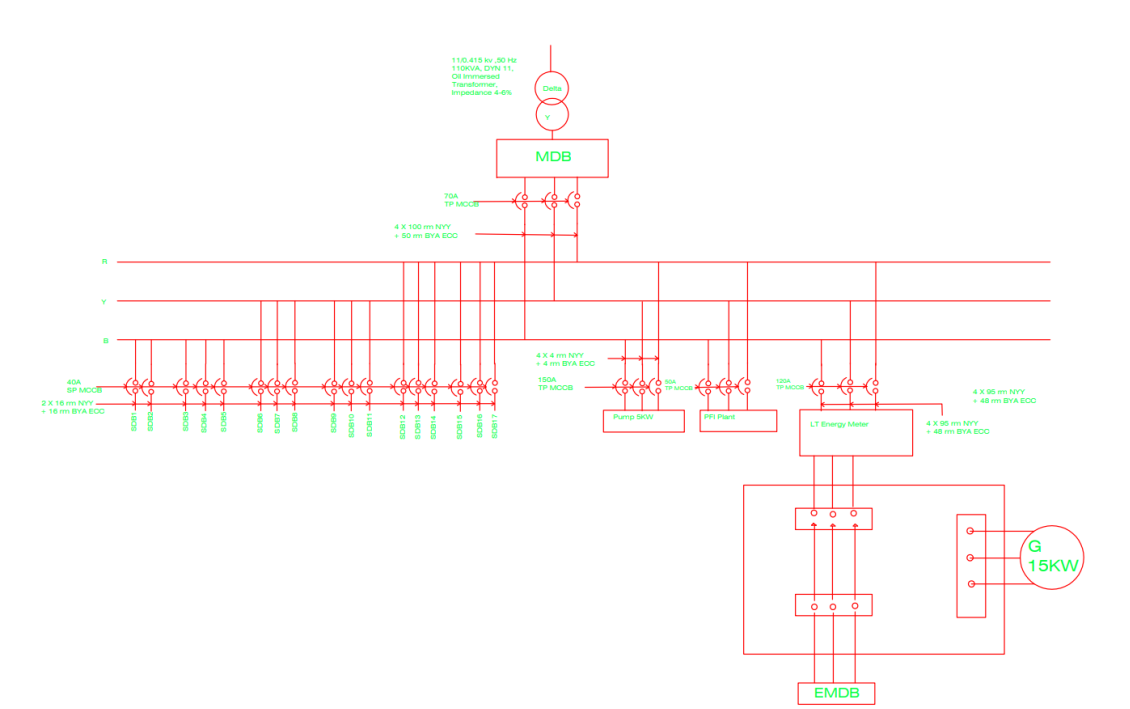 11/0.415 kv ,50 Hz
110KVA, DYN 11,
Oil Immersed
Transformer,
Impedance 4-6%
Delta
Y
MDB
70A
TP MCCB
4 X 100 rm NYY
+ 50 rm BYA ECC
R
Y
B
4 X 4 rm NYY
+ 4 rm BYA ECC
40A
SP MCCB
150A
TP MCCB
50A
TP MCCB
120A
TP MCCB
2 X 16 rm NYY
+ 16 rm BYA ECC
4 X 95 rm NYY
+ 48 rm BYA ECC
SDB1
SDB2
SDB3
SDB4
SDB5
SDB6
SDB7
SDB8
SDB9
SDB10
SDB11
SDB12
SDB13
SDB14
SDB15
SDB16
SDB17
Pump 5KW
PFI Plant
LT Energy Meter
4 X 95 rm NYY
+ 48 rm BYA ECC
G
15KW
EMDB